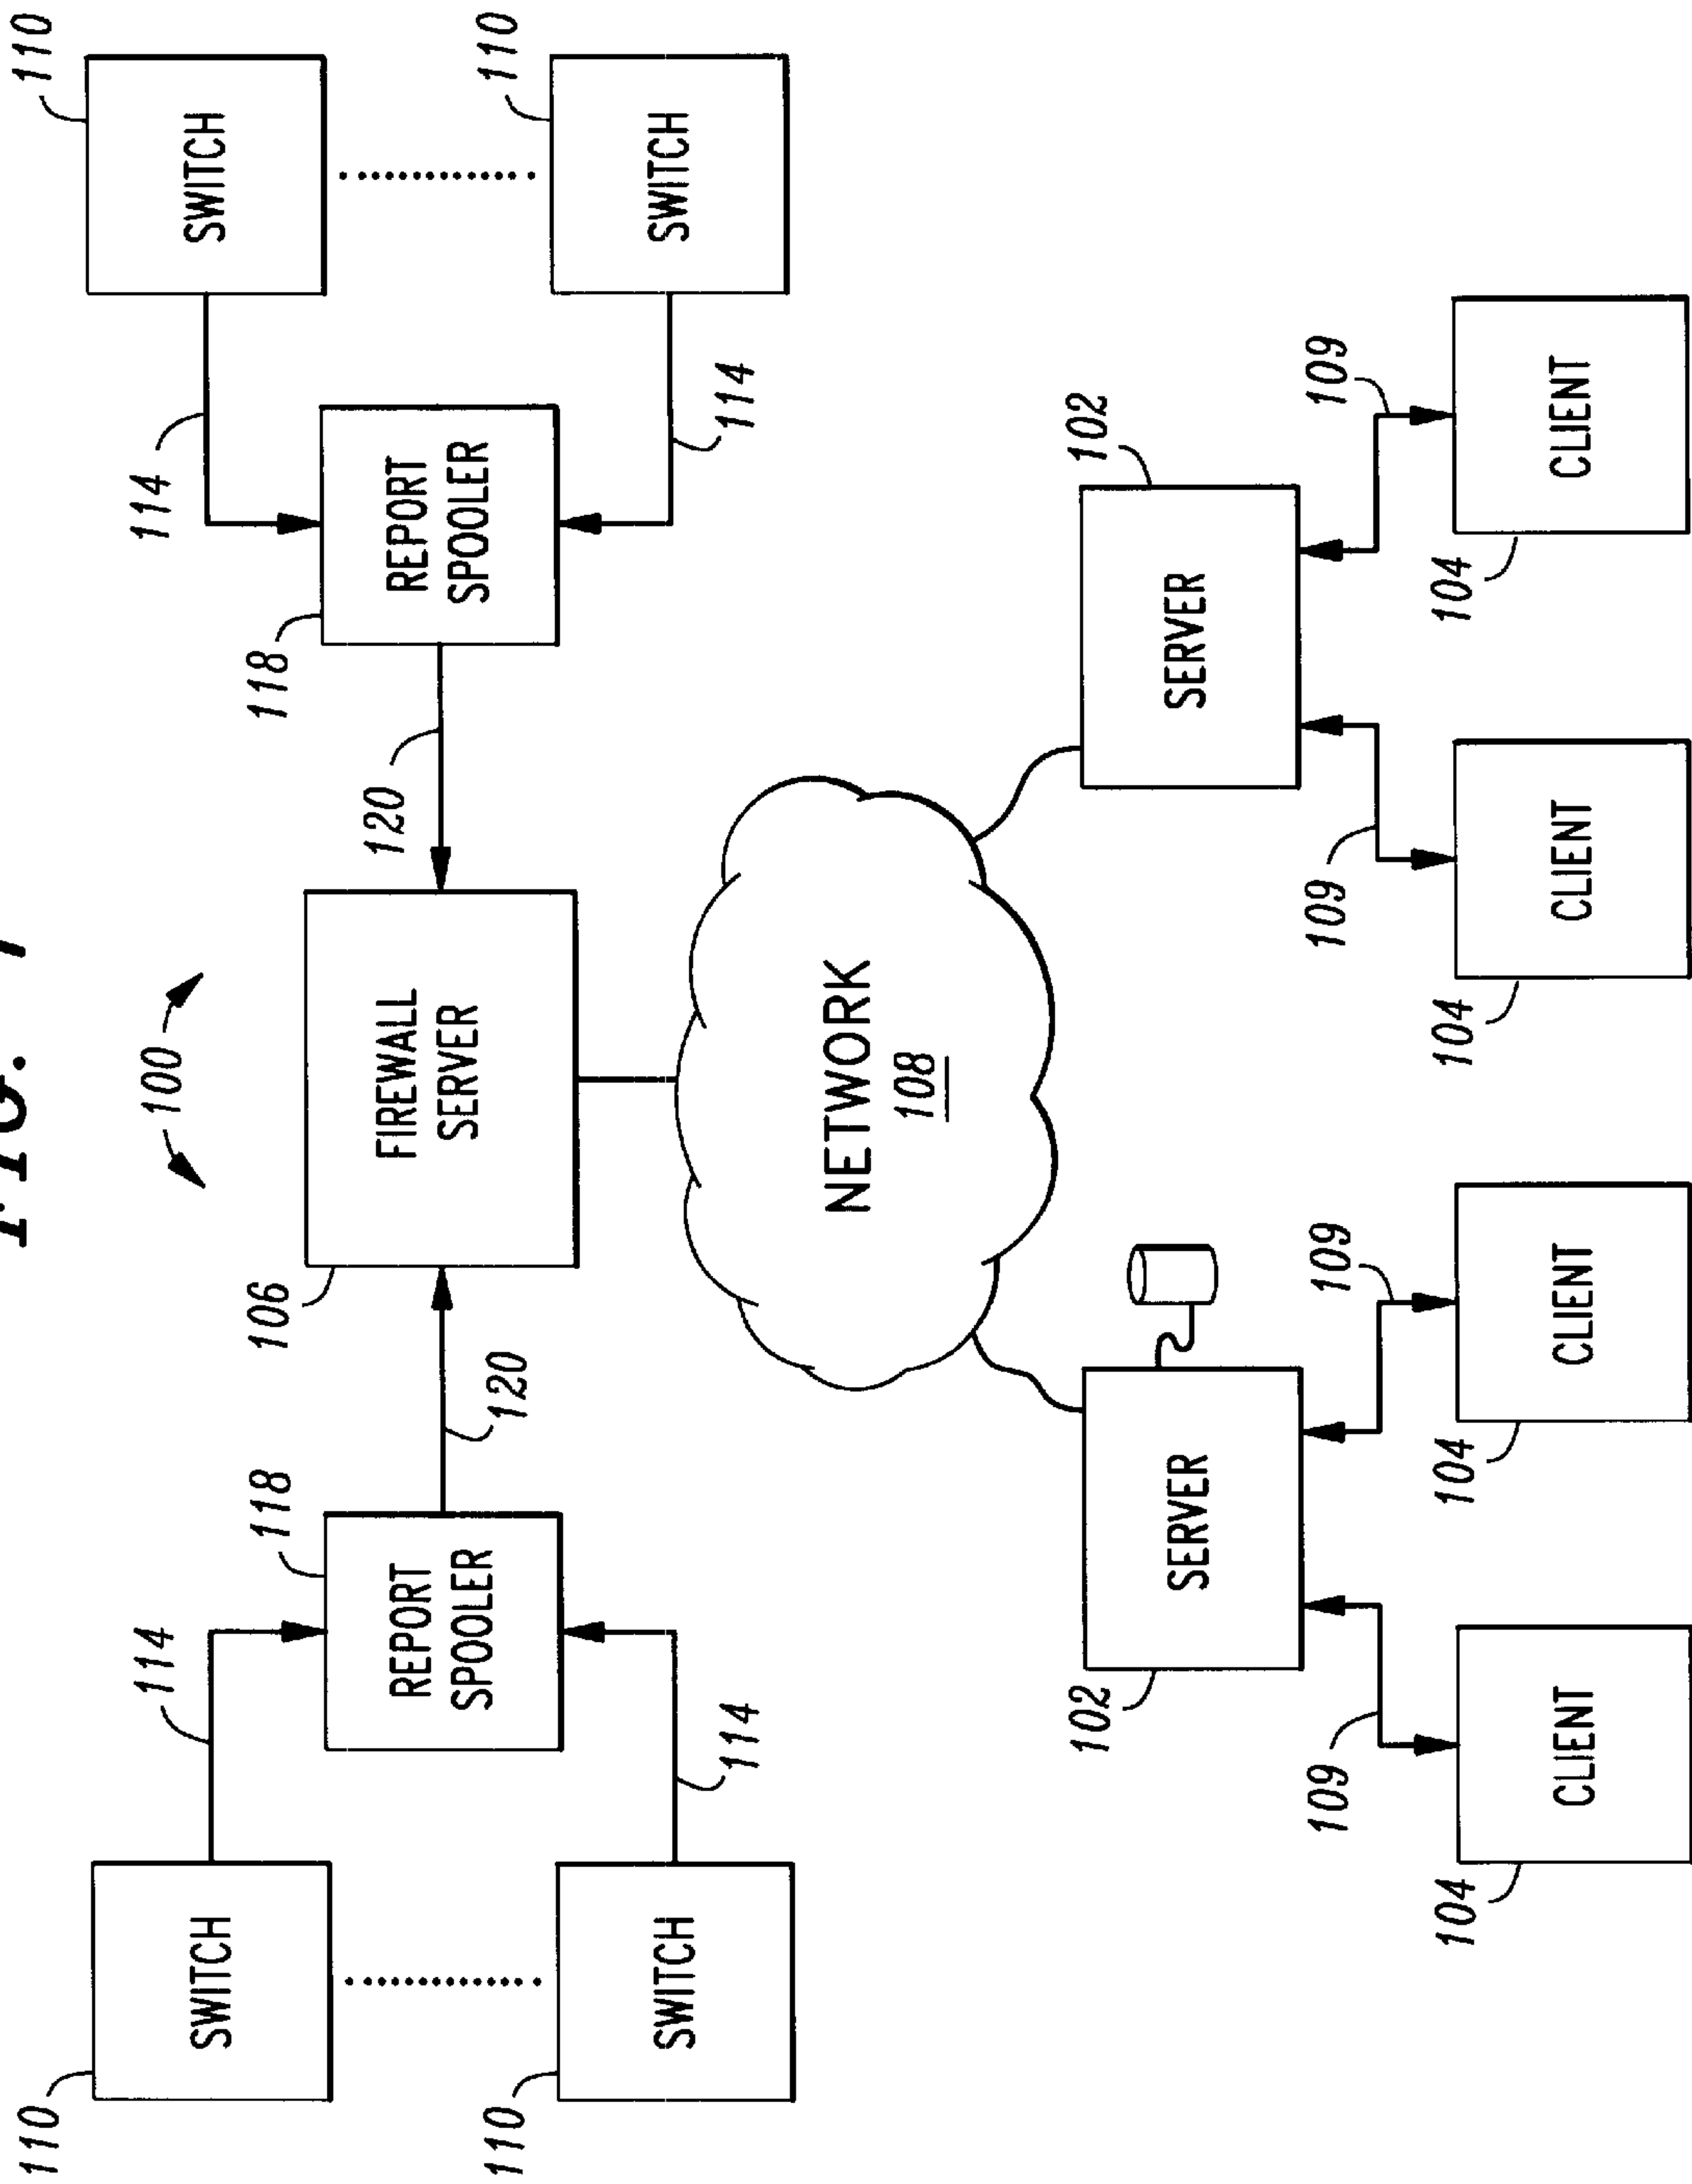 FIG. 1
110
110
100
114
114
SWITCH
SWITCH
118
106
118
120
REPORT
SPOOLER
FIREWALL
SERVER
REPORT
SPOOLER
120
110
110
SWITCH
SWITCH
114
114
NETWORK
108
102
102
SERVER
SERVER
109
109
109
109
104
104
104
104
CLIENT
CLIENT
CLIENT
CLIENT